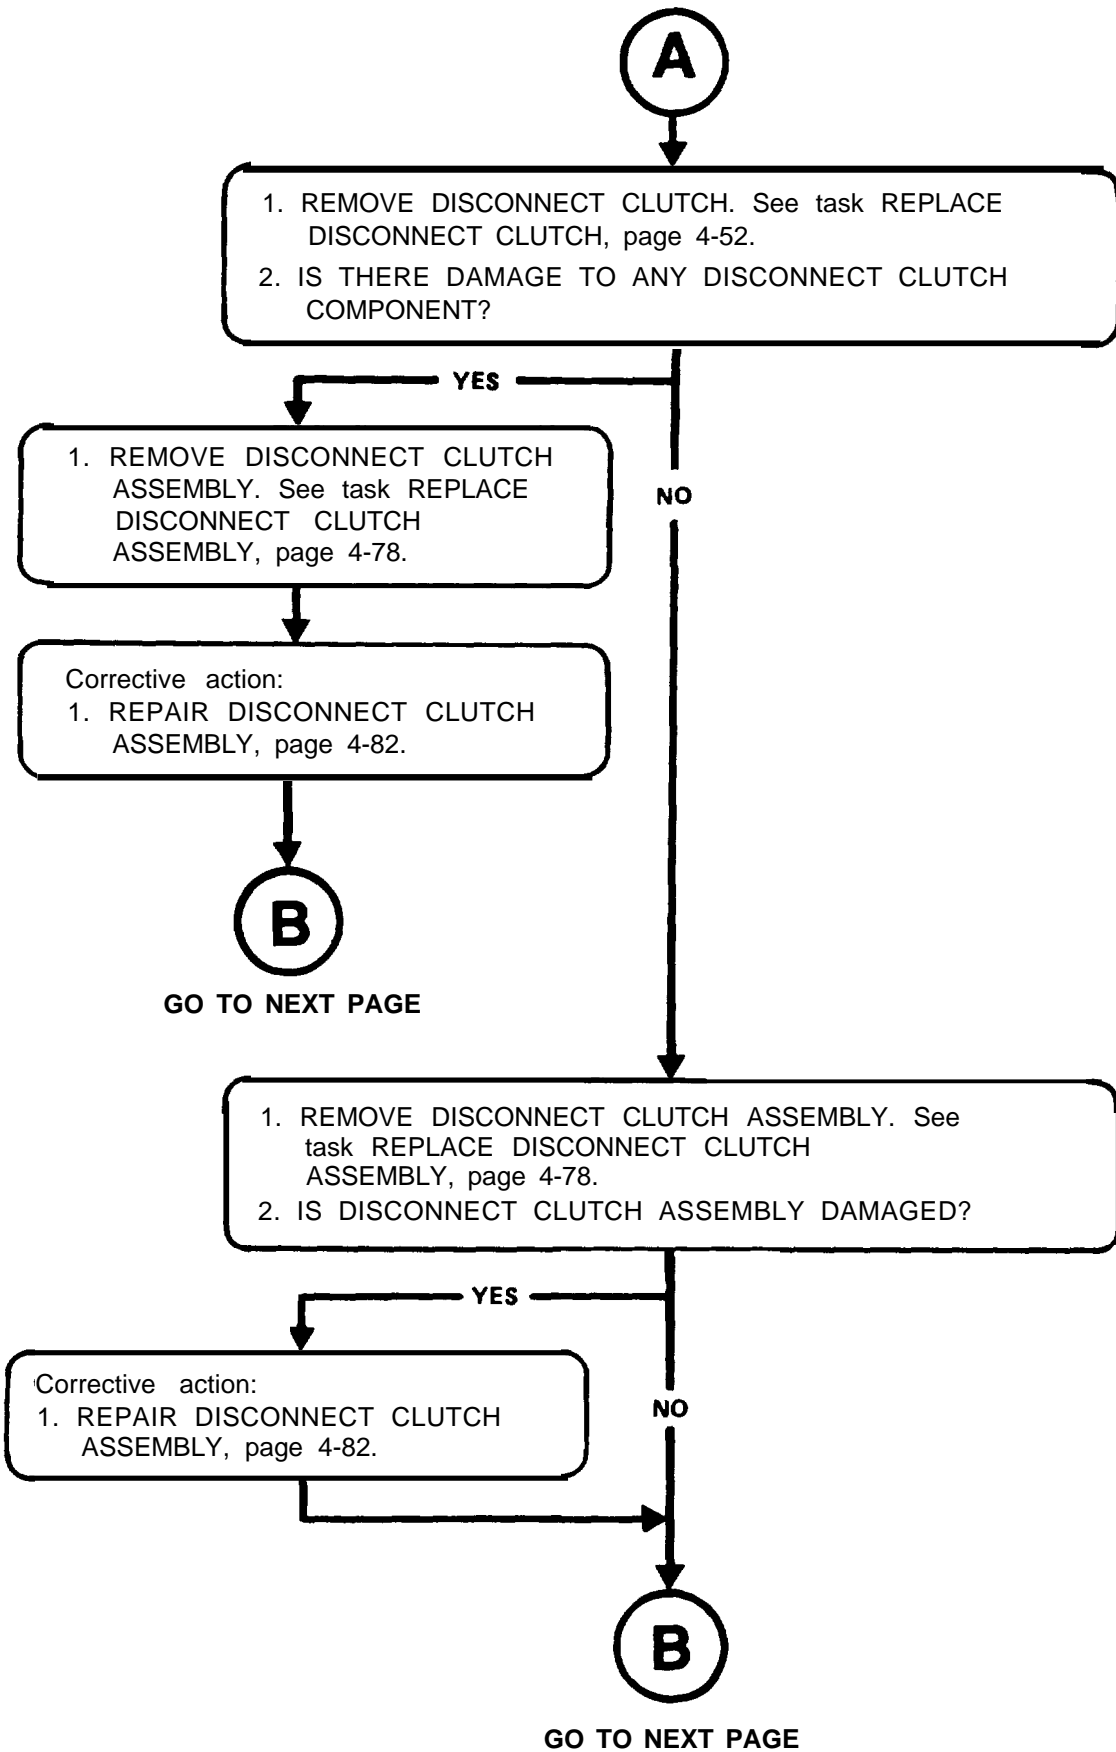 A
1. REMOVE DISCONNECT CLUTCH. See task REPLACE
DISCONNECT CLUTCH, page 4-52.
2. IS THERE DAMAGE TO ANY DISCONNECT CLUTCH
COMPONENT?
YES
NO
1. REMOVE DISCONNECT CLUTCH
ASSEMBLY. See task REPLACE
DISCONNECT CLUTCH
ASSEMBLY, page 4-78.
Corrective action:
1. REPAIR DISCONNECT CLUTCH
ASSEMBLY, page 4-82.
B
GO TO NEXT PAGE
1. REMOVE DISCONNECT CLUTCH ASSEMBLY. See
task REPLACE DISCONNECT CLUTCH
ASSEMBLY, page 4-78.
2. IS DISCONNECT CLUTCH ASSEMBLY DAMAGED?
YES
NO
Corrective action:
1. REPAIR DISCONNECT CLUTCH
ASSEMBLY, page 4-82.
B
GO TO NEXT PAGE